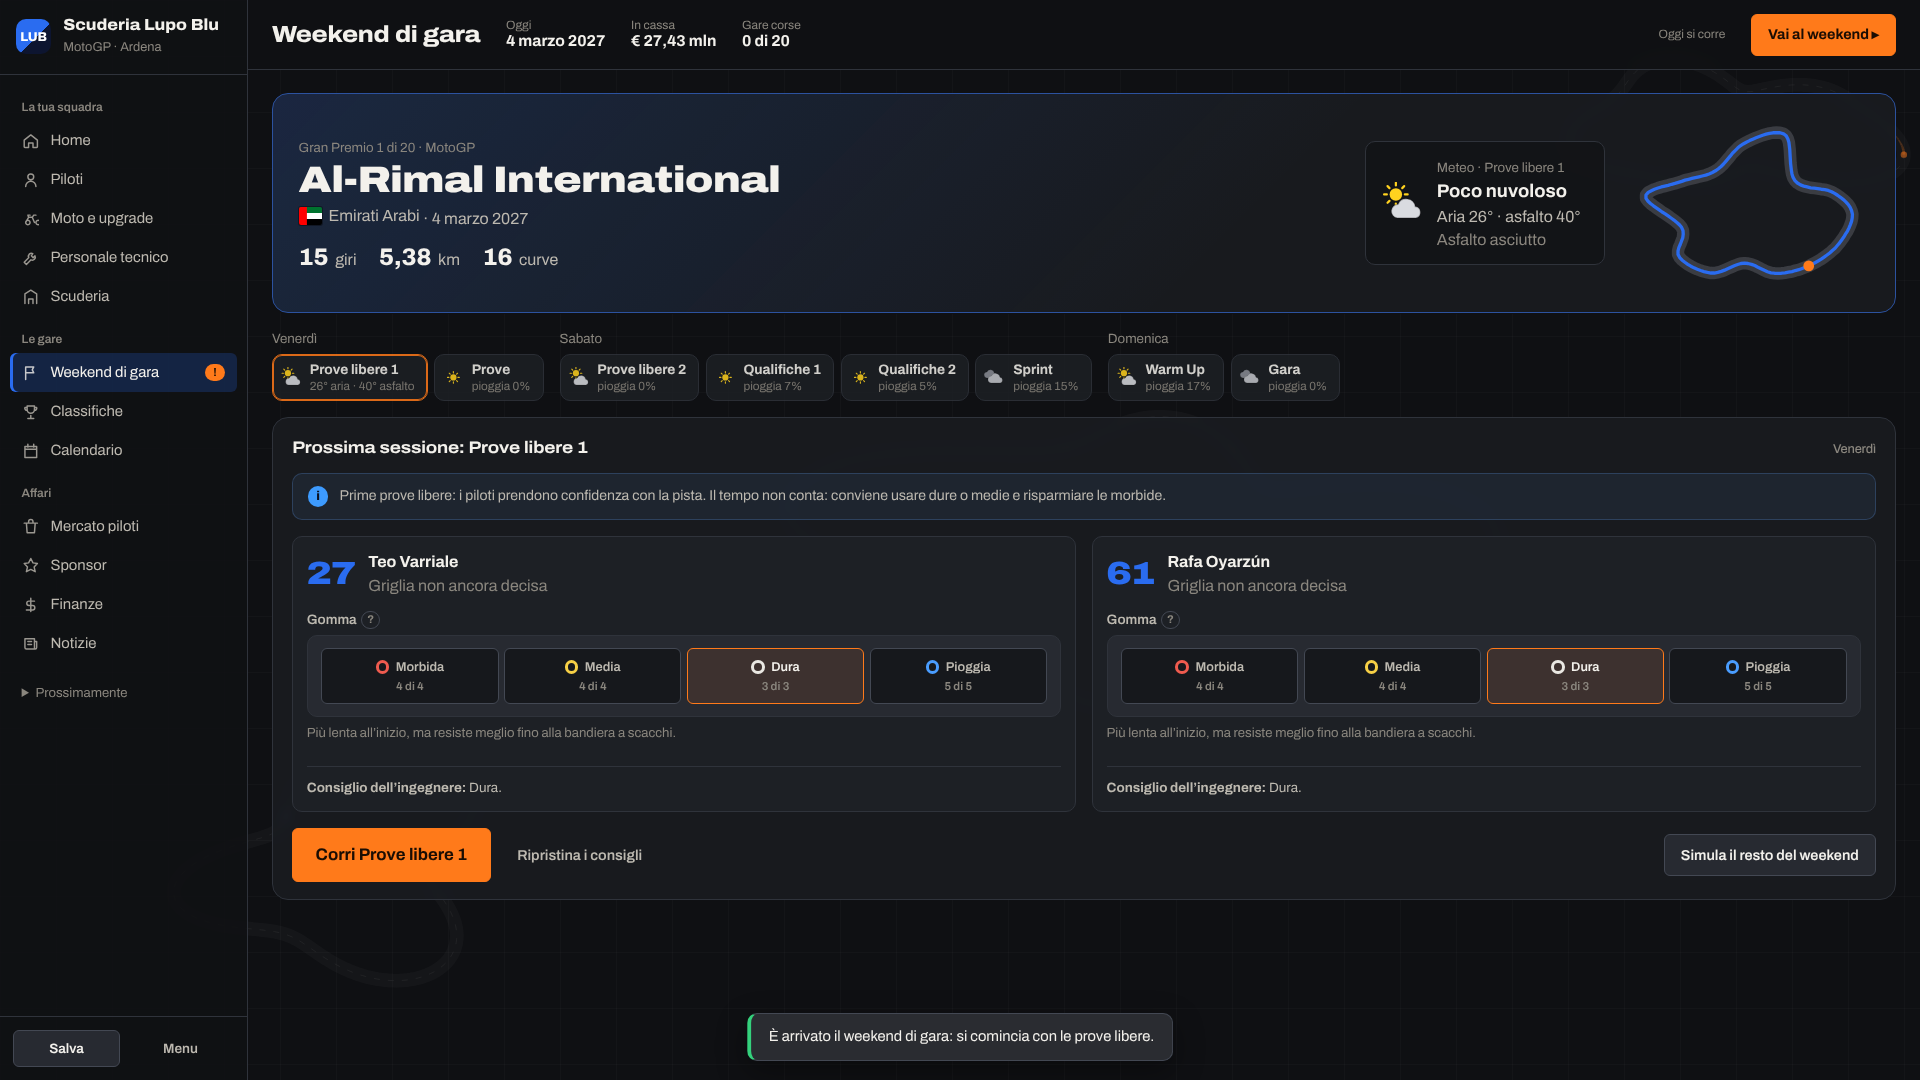 LUB
Scuderia Lupo Blu
MotoGP · Ardena
La tua squadra
Home
Piloti
Moto e upgrade
Personale tecnico
Scuderia
Le gare
Weekend di gara
!
Classifiche
Calendario
Affari
Mercato piloti
Sponsor
Finanze
Notizie
Prossimamente
Salva
Menu
Weekend di gara
Oggi
4 marzo 2027
In cassa
€ 27,43 mln
Gare corse
0 di 20
Oggi si corre
Vai al weekend ▸
Gran Premio 1 di 20 · MotoGP
Al-Rimal International
Emirati Arabi · 4 marzo 2027
15 giri 5,38 km 16 curve
Meteo · Prove libere 1
Poco nuvoloso
Aria 26° · asfalto 40°
Asfalto asciutto
Venerdì
Prove libere 1
26° aria · 40° asfalto
Prove
pioggia 0%
Sabato
Prove libere 2
pioggia 0%
Qualifiche 1
pioggia 7%
Qualifiche 2
pioggia 5%
Sprint
pioggia 15%
Domenica
Warm Up
pioggia 17%
Gara
pioggia 0%
Prossima sessione: Prove libere 1
Venerdì
i
Prime prove libere: i piloti prendono confidenza con la pista. Il tempo non conta: conviene usare dure o medie e risparmiare le morbide.
27
Teo Varriale
Griglia non ancora decisa
Gomma ?
Morbida
4 di 4
Media
4 di 4
Dura
3 di 3
Pioggia
5 di 5
Più lenta all'inizio, ma resiste meglio fino alla bandiera a scacchi.
Consiglio dell'ingegnere: Dura.
61
Rafa Oyarzún
Griglia non ancora decisa
Gomma ?
Morbida
4 di 4
Media
4 di 4
Dura
3 di 3
Pioggia
5 di 5
Più lenta all'inizio, ma resiste meglio fino alla bandiera a scacchi.
Consiglio dell'ingegnere: Dura.
Corri Prove libere 1
Ripristina i consigli
Simula il resto del weekend
È arrivato il weekend di gara: si comincia con le prove libere.